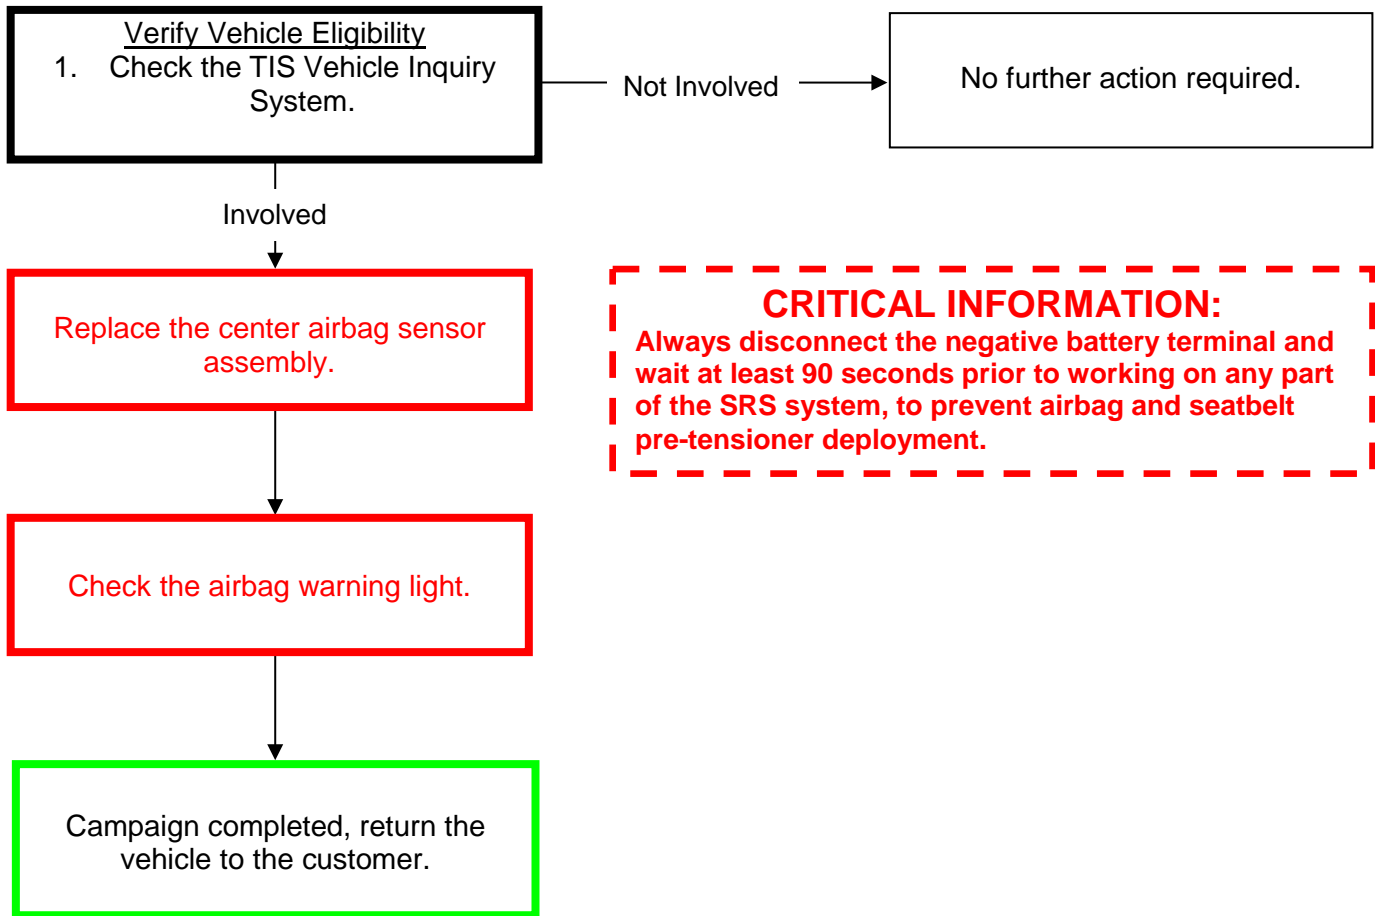 Verify Vehicle Eligibility
1. Check the TIS Vehicle Inquiry
System.
Not Involved
No further action required.
Involved
Replace the center airbag sensor
assembly.
CRITICAL INFORMATION:
Always disconnect the negative battery terminal and
wait at least 90 seconds prior to working on any part
of the SRS system, to prevent airbag and seatbelt
pre-tensioner deployment.
Check the airbag warning light.
Campaign completed, return the
vehicle to the customer.